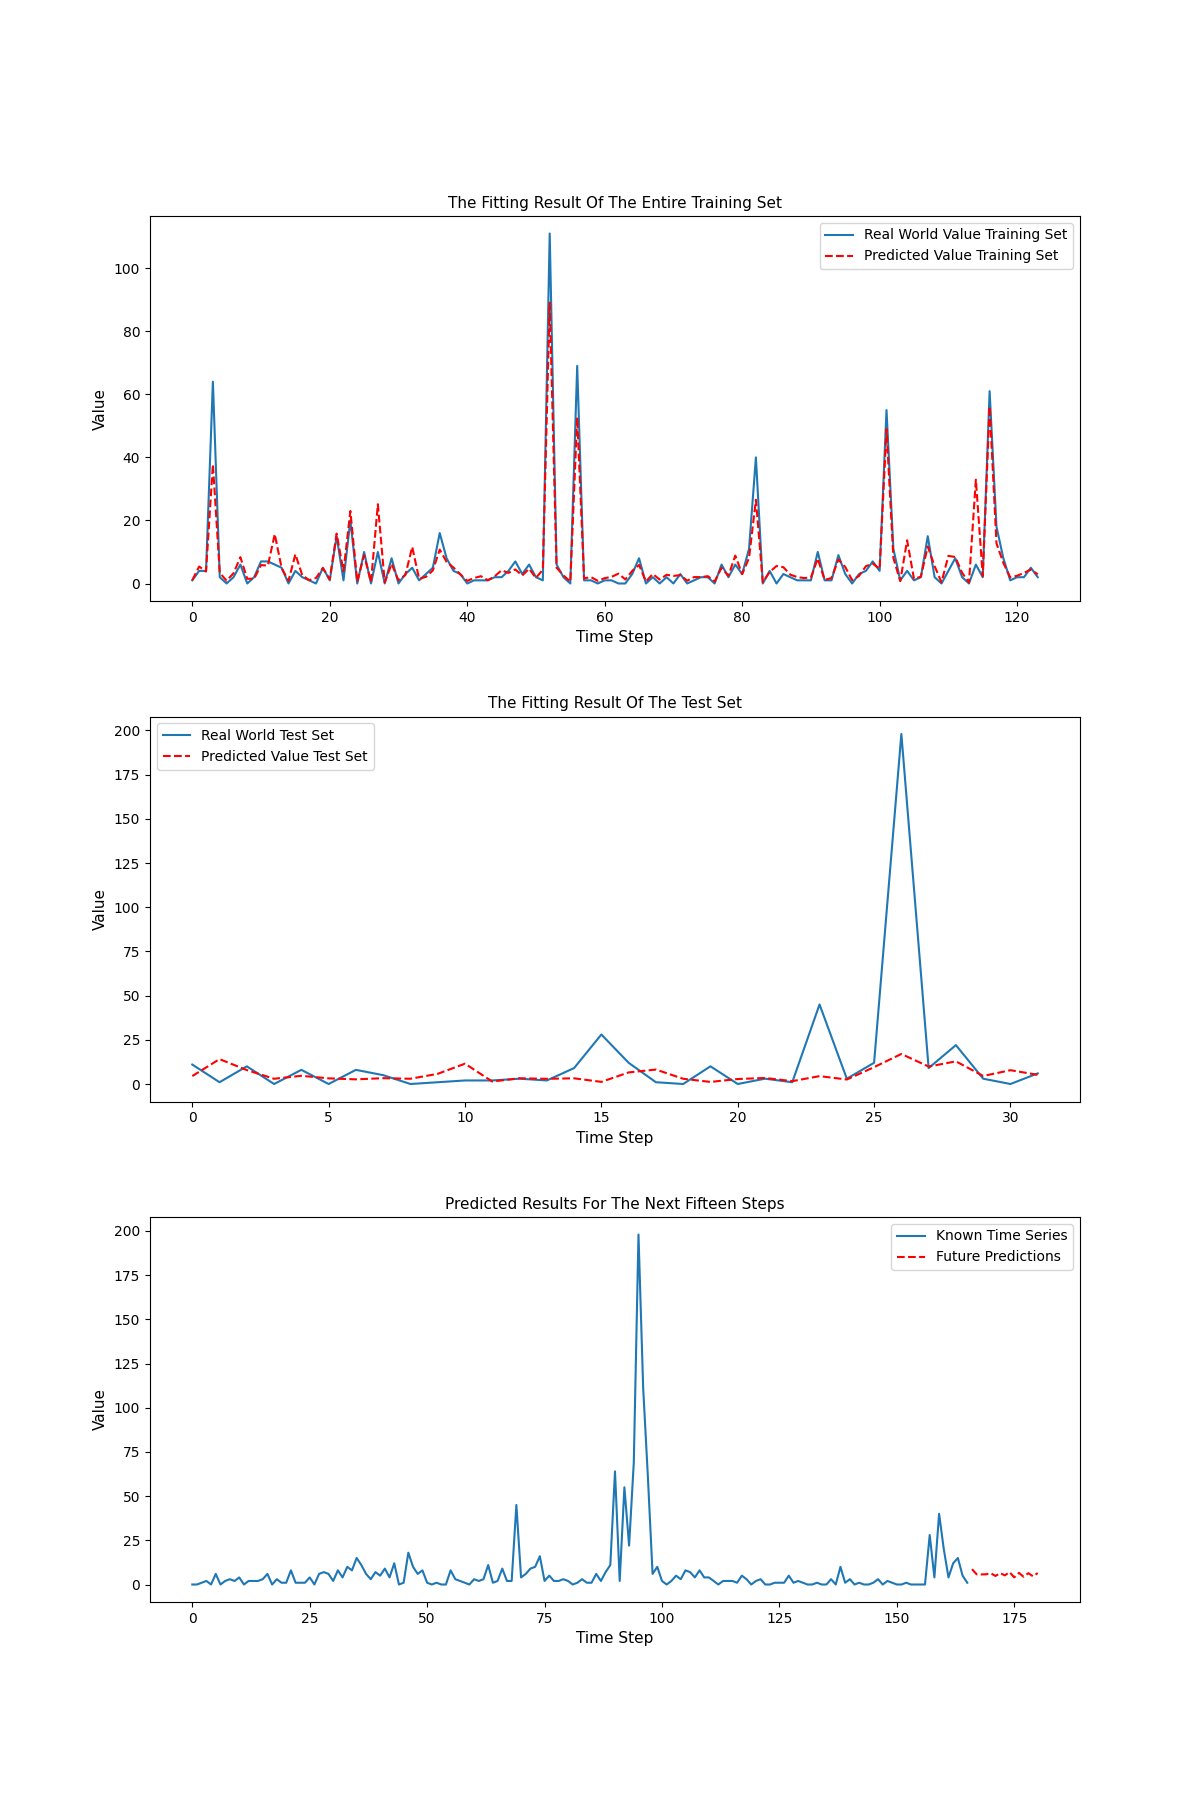 The Fitting Result Of The Entire Training Set
Real World Value Training Set
Predicted Value Training Set
Value
100
80
60
40
20
0
0 20 40 60 80 100 120
Time Step
The Fitting Result Of The Test Set
Real World Test Set
Predicted Value Test Set
Value
200
175
150
125
100
75
50
25
0
0 5 10 15 20 25 30
Time Step
Predicted Results For The Next Fifteen Steps
Known Time Series
Future Predictions
Value
200
175
150
125
100
75
50
25
0
0 25 50 75 100 125 150 175
Time Step